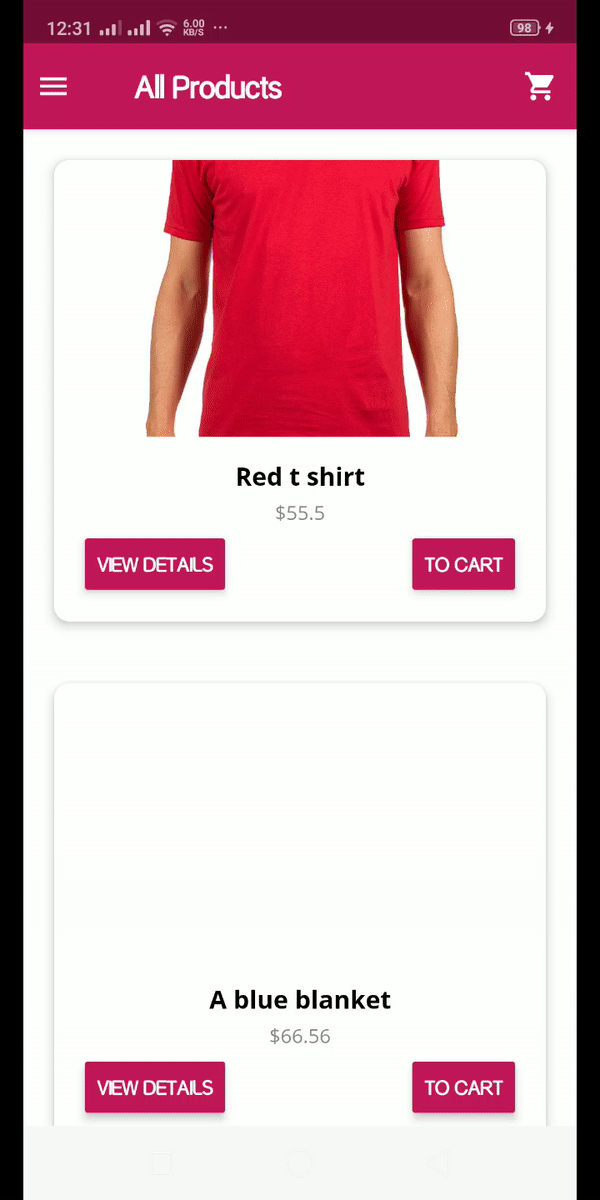 12:31 6.00 KB/S ... 98
All Products
Red t shirt
$55.5
VIEW DETAILS TO CART
A blue blanket
$66.56
VIEW DETAILS TO CART